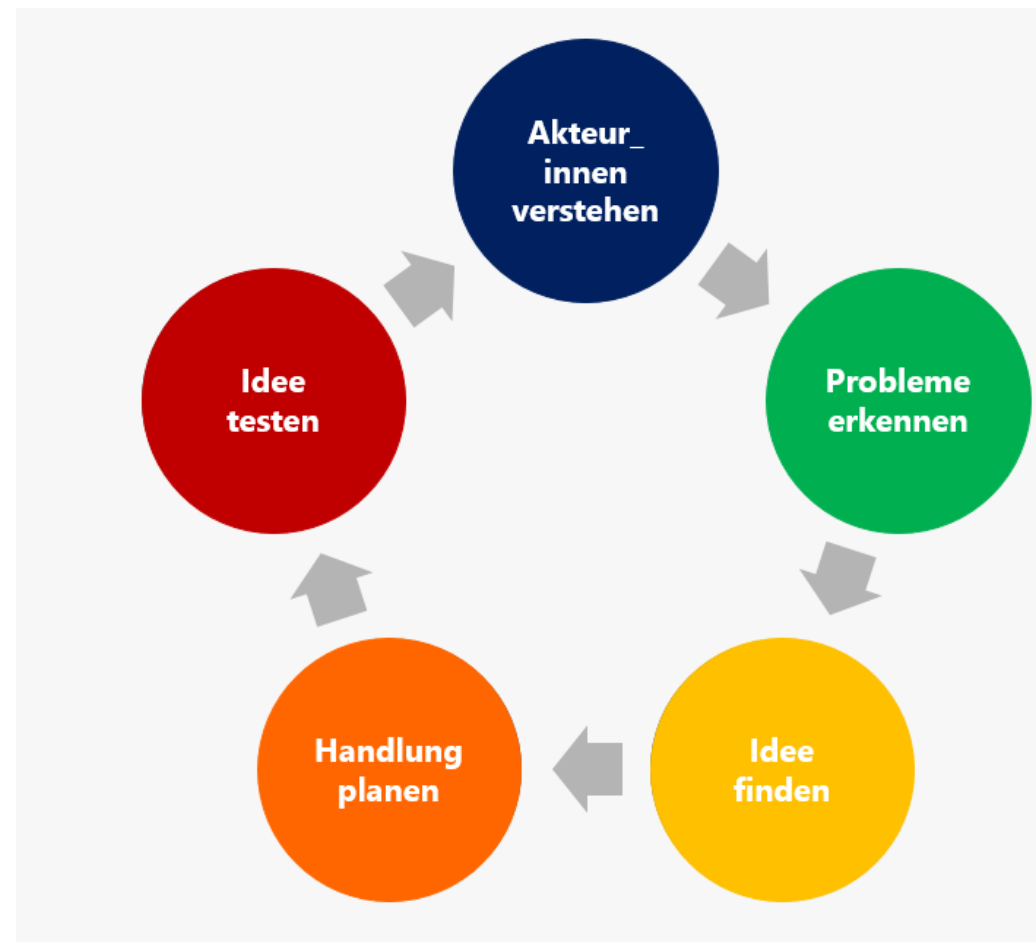 Akteur_
innen
verstehen
Probleme
erkennen
Idee
finden
Handlung
planen
Idee
testen